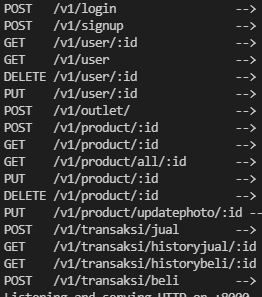 POST /v1/login -->
POST /v1/signup -->
GET /v1/user/:id -->
GET /v1/user -->
DELETE /v1/user/:id -->
PUT /v1/user/:id -->
POST /v1/outlet/ -->
POST /v1/product/:id -->
GET /v1/product/:id -->
GET /v1/product/all/:id -->
PUT /v1/product/:id -->
DELETE /v1/product/:id -->
PUT /v1/product/updatephoto/:id --
POST /v1/transaksi/jual -->
GET /v1/transaksi/historyjual/:id
GET /v1/transaksi/historybeli/:id
POST /v1/transaksi/beli -->
Listening and serving HTTP on :8000